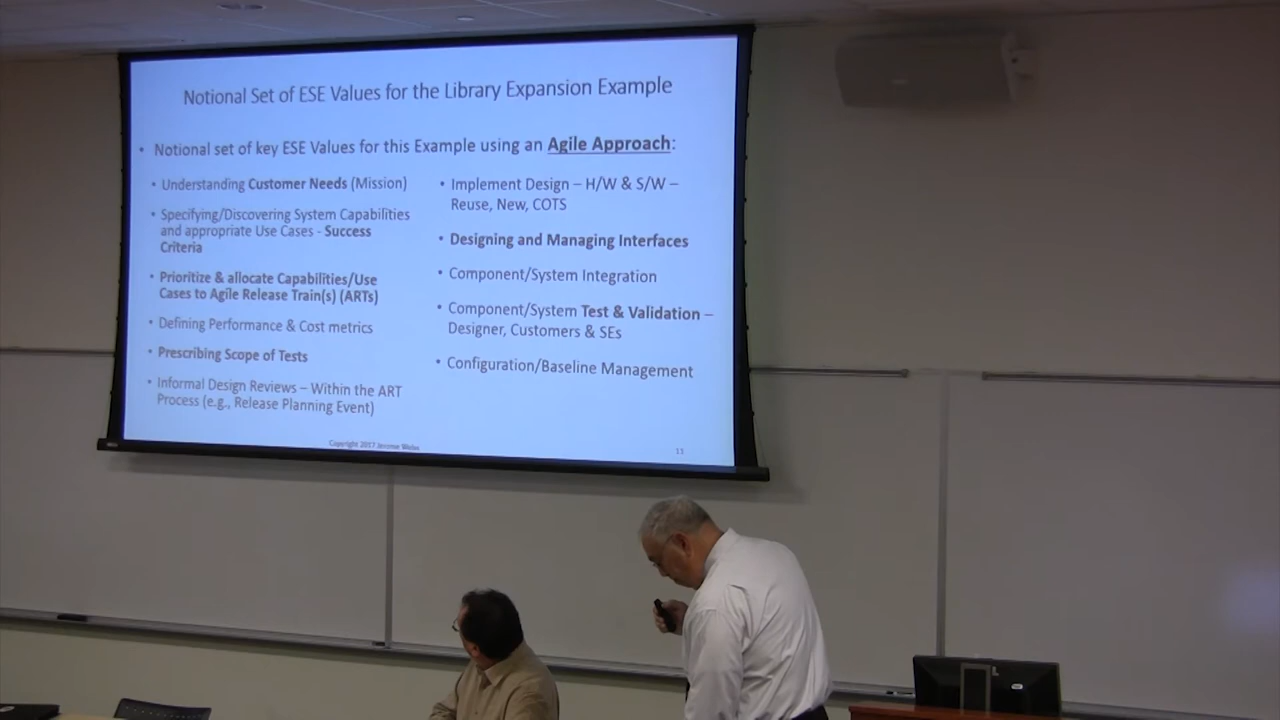 Notional Set of ESE Values for the Library Expansion Example
• Notional set of key ESE Values for this Example using an Agile Approach:
• Understanding Customer Needs (Mission)
• Specifying/Discovering System Capabilities
and appropriate Use Cases - Success
Criteria
• Prioritize & allocate Capabilities/Use
Cases to Agile Release Train(s) (ARTs)
• Defining Performance & Cost metrics
• Prescribing Scope of Tests
• Informal Design Reviews – Within the ART
Process (e.g., Release Planning Event)
• Implement Design – H/W & S/W –
Reuse, New, COTS
• Designing and Managing Interfaces
• Component/System Integration
• Component/System Test & Validation –
Designer, Customers & SEs
• Configuration/Baseline Management
Copyright 2017 Jerome
11